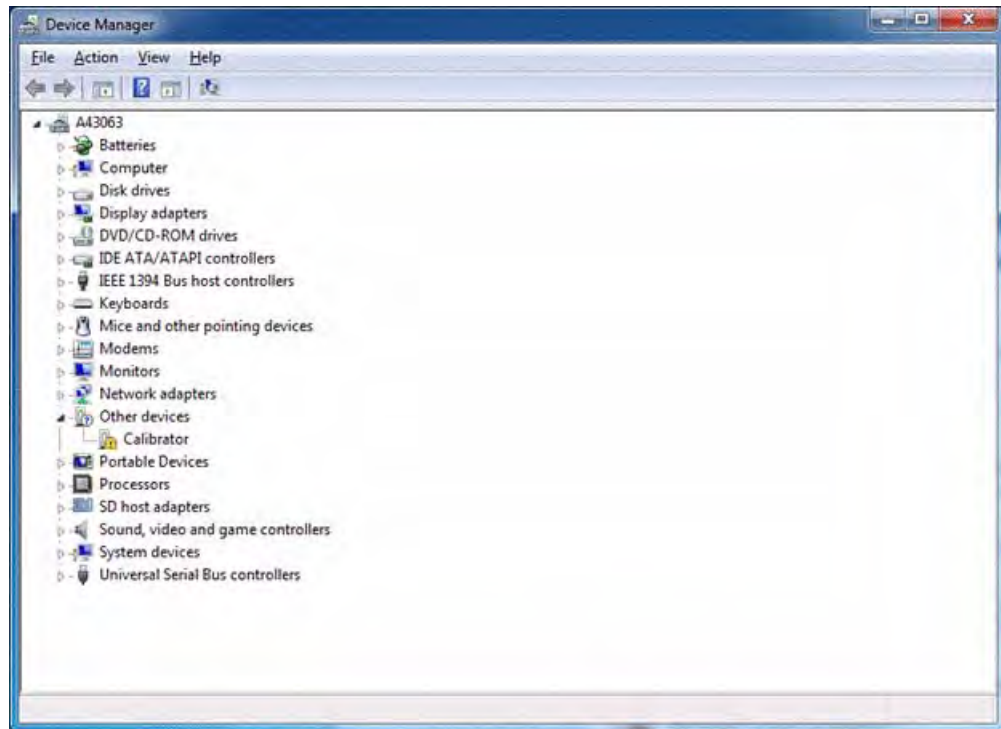 Device Manager
File Action View Help
A43063
Batteries
Computer
Disk drives
Display adapters
DVD/CD-ROM drives
IDE ATA/ATAPI controllers
IEEE 1394 Bus host controllers
Keyboards
Mice and other pointing devices
Modems
Monitors
Network adapters
Other devices
Calibrator
Portable Devices
Processors
SD host adapters
Sound, video and game controllers
System devices
Universal Serial Bus controllers